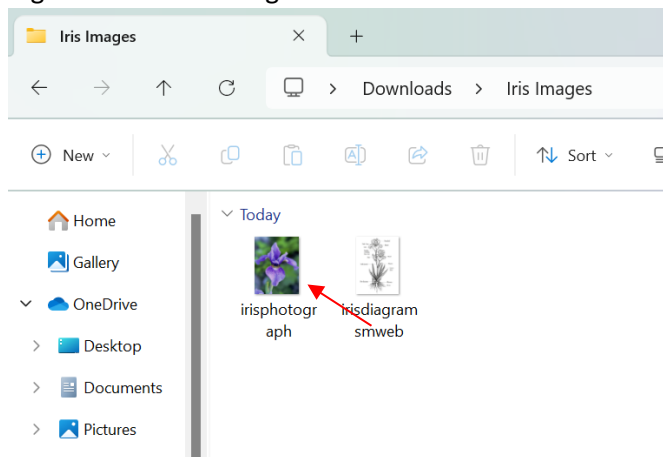 Iris Images
Downloads > Iris Images
New
Sort
Home
Gallery
OneDrive
Desktop
Documents
Pictures
Today
irisphotogr
aph
irisdiagram
smweb